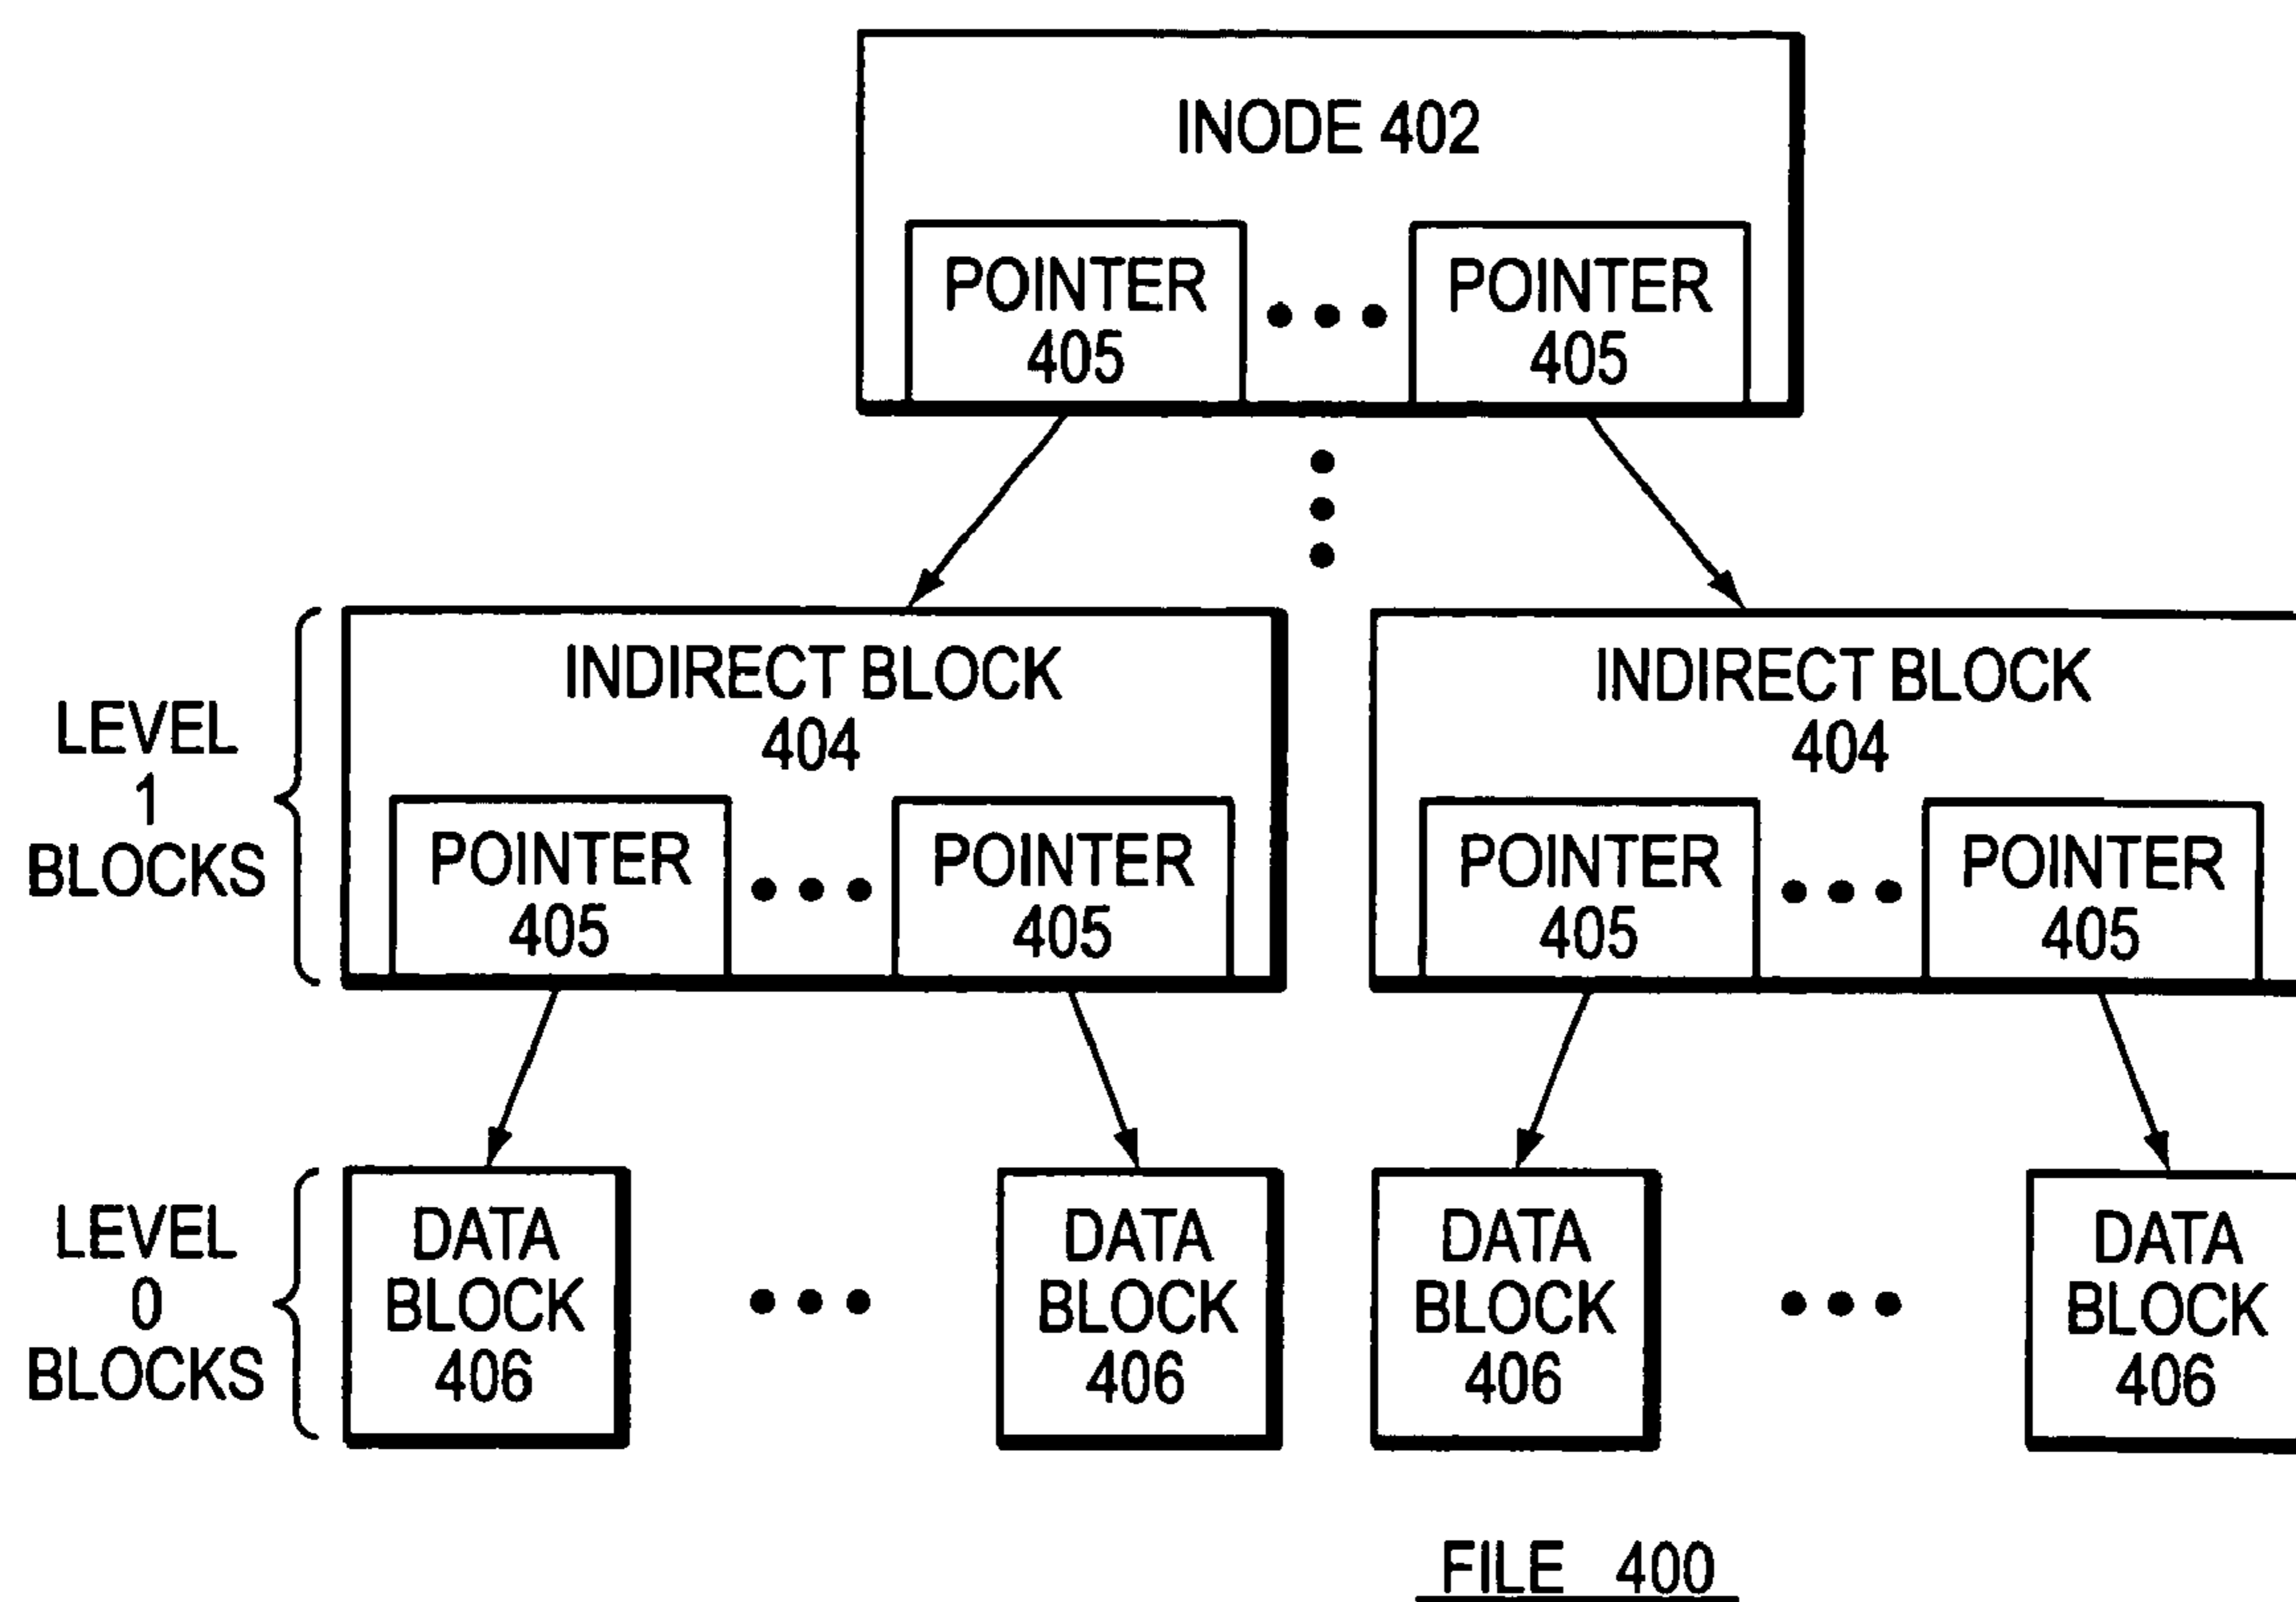 INODE 402
POINTER
405
POINTER
405
LEVEL
1
BLOCKS
INDIRECT BLOCK
404
POINTER
405
POINTER
405
INDIRECT BLOCK
404
POINTER
405
POINTER
405
LEVEL
0
BLOCKS
DATA
BLOCK
406
DATA
BLOCK
406
DATA
BLOCK
406
DATA
BLOCK
406
FILE 400